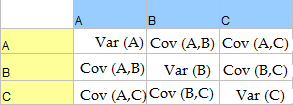 A B C
A Var (A) Cov (A,B) Cov (A,C)
B Cov (A,B) Var (B) Cov (B,C)
C Cov (A,C) Cov (B,C) Var (C)